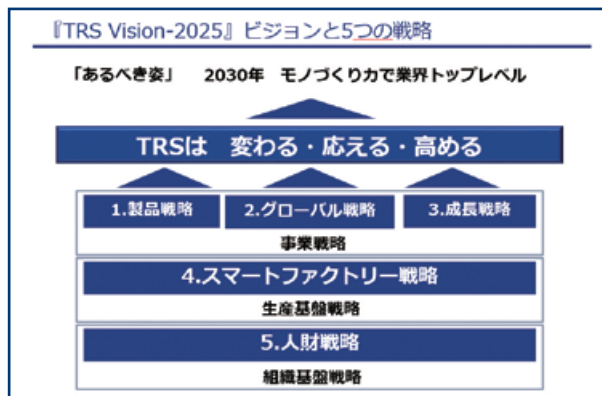 『TRS Vision-2025』ビジョンと5つの戦略
「あるべき姿」 2030年 モノづくり力で業界トップレベル
TRSは 変わる・応える・高める
1.製品戦略 2.グローバル戦略 3.成長戦略
事業戦略
4.スマートファクトリー戦略
生産基盤戦略
5.人財戦略
組織基盤戦略